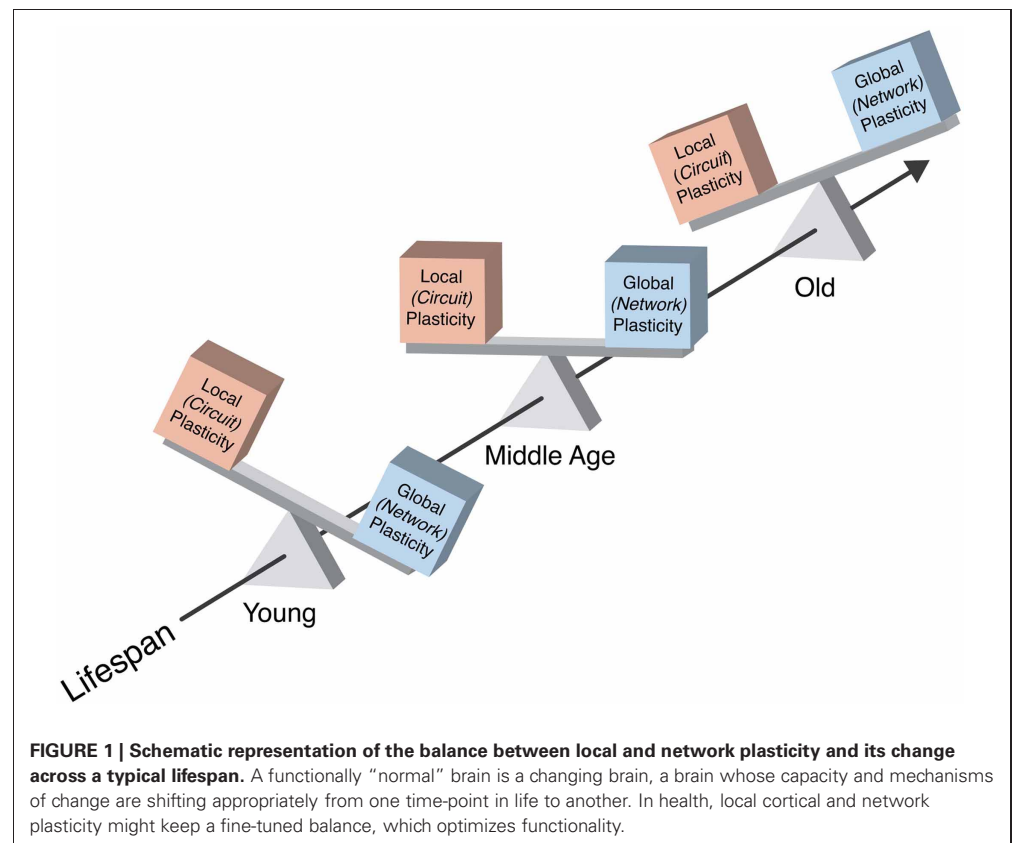 Global
(Network)
Plasticity
Local
(Circuit)
Plasticity
Old
Local
(Circuit)
Plasticity
Global
(Network)
Plasticity
Middle Age
Local
(Circuit)
Plasticity
Global
(Network)
Plasticity
Young
Lifespan
FIGURE 1 | Schematic representation of the balance between local and network plasticity and its change
across a typical lifespan. A functionally “normal” brain is a changing brain, a brain whose capacity and mechanisms
of change are shifting appropriately from one time-point in life to another. In health, local cortical and network
plasticity might keep a fine-tuned balance, which optimizes functionality.